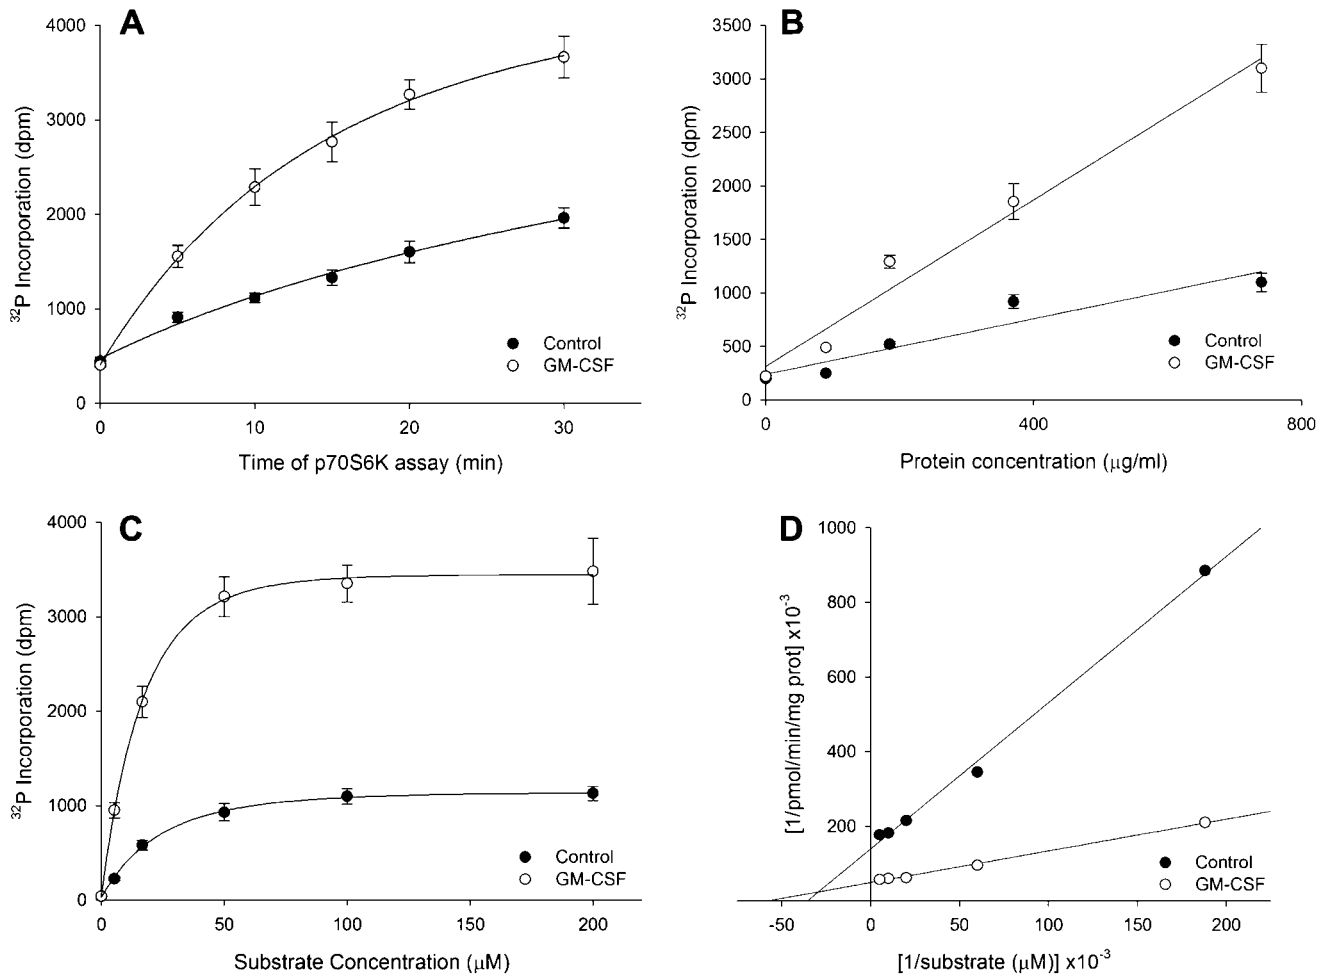 A
4000
3000
2000
1000
0
³²P Incorporation (dpm)
Control
GM-CSF
0 10 20 30
Time of p70S6K assay (min)
B
3500
3000
2500
2000
1500
1000
500
0
³²P Incorporation (dpm)
Control
GM-CSF
0 400 800
Protein concentration (μg/ml)
C
4000
3000
2000
1000
0
³²P Incorporation (dpm)
Control
GM-CSF
0 50 100 150 200
Substrate Concentration (μM)
D
1000
800
600
400
200
[1/pmol/min/mg prot] x10⁻³
Control
GM-CSF
-50 0 50 100 150 200
[1/substrate (μM)] x10⁻³